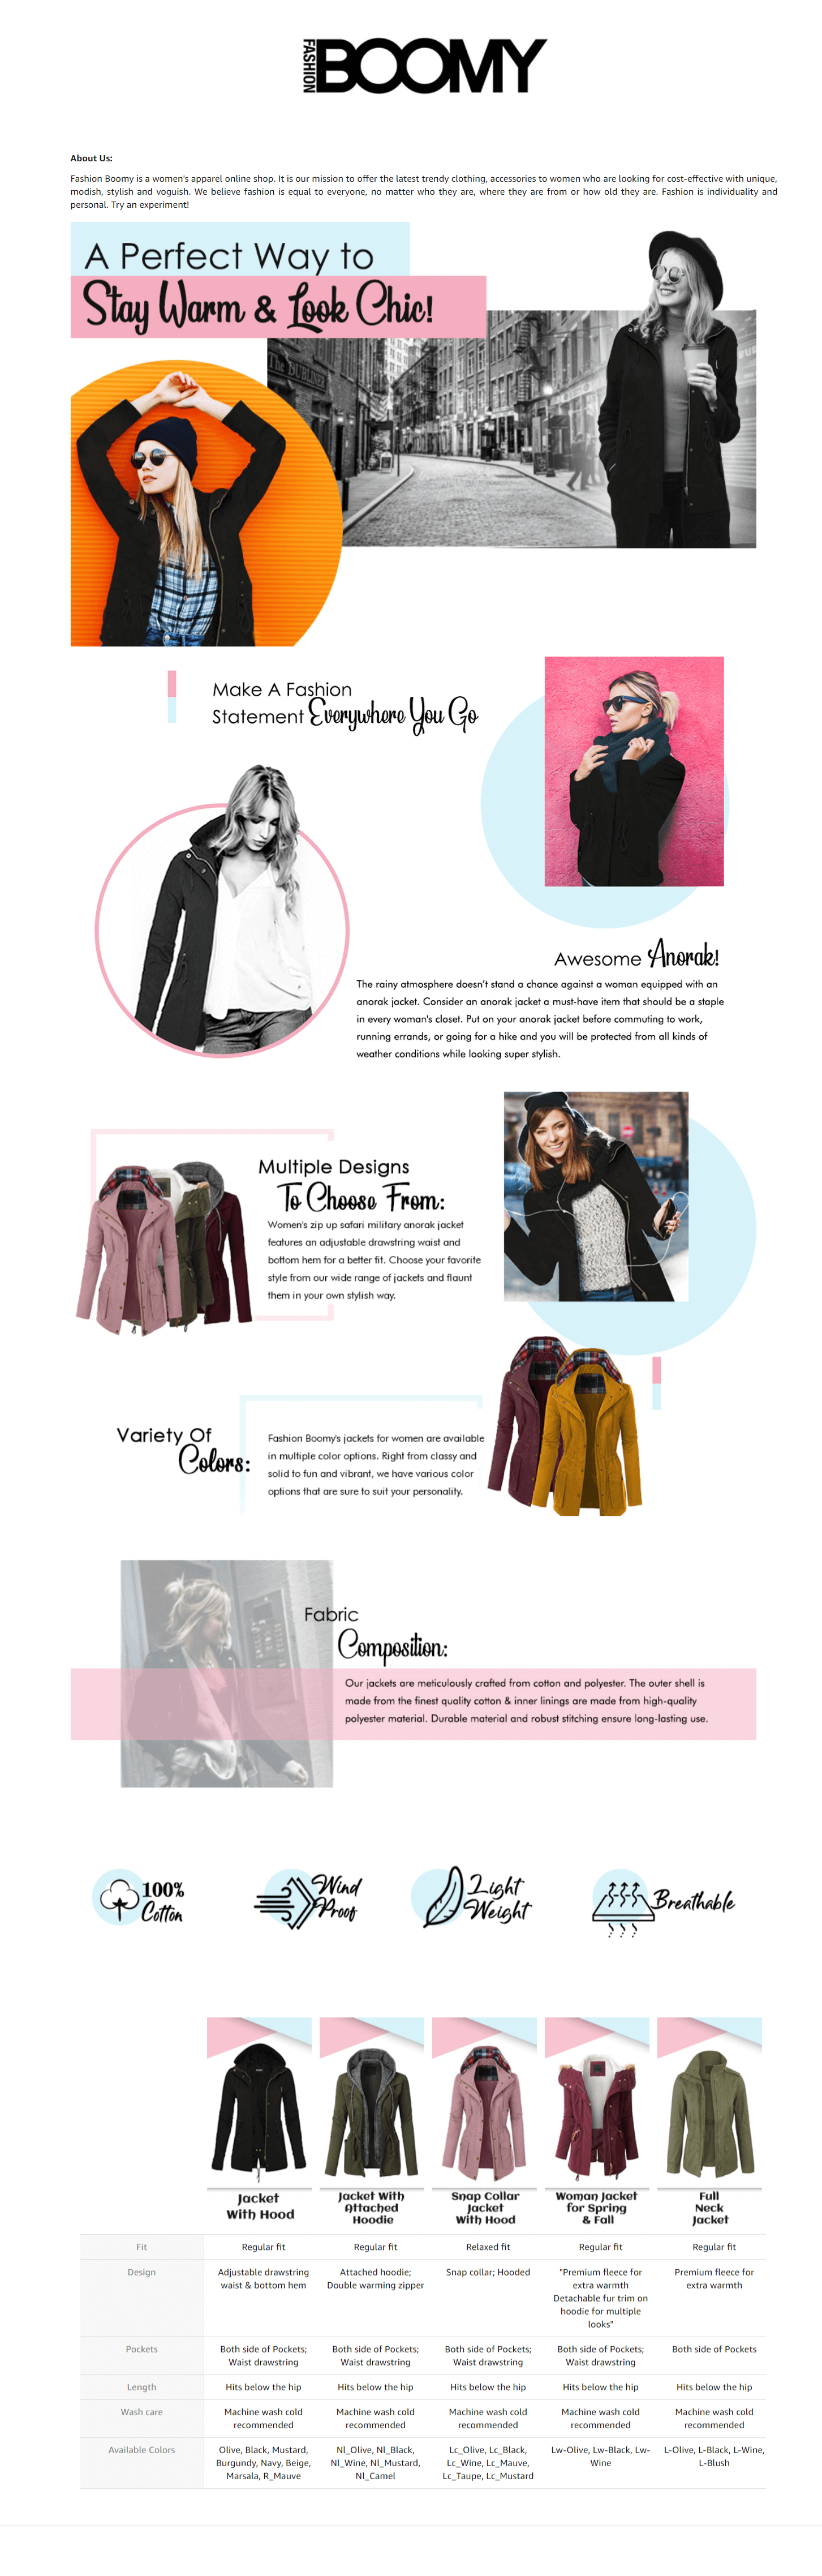 FASHION
BOOMY
About Us:
Fashion Boomy is a women's apparel online shop. It is our mission to offer the latest trendy clothing, accessories to women who are looking for cost-effective with unique,
modish, stylish and voguish. We believe fashion is equal to everyone, no matter who they are, where they are from or how old they are. Fashion is individuality and
personal. Try an experiment!
A Perfect Way to
Stay Warm & Look Chic!
The DUBLINER
Make A Fashion
Statement Everywhere You Go
Awesome Anorak!
The rainy atmosphere doesn't stand a chance against a woman equipped with an
anorak jacket. Consider an anorak jacket a must-have item that should be a staple
in every woman's closet. Put on your anorak jacket before commuting to work,
running errands, or going for a hike and you will be protected from all kinds of
weather conditions while looking super stylish.
Multiple Designs
To Choose From:
Women's zip up safari military anorak jacket
features an adjustable drawstring waist and
bottom hem for a better fit. Choose your favorite
style from our wide range of jackets and flaunt
them in your own stylish way.
Variety Of
Colors:
Fashion Boomy's jackets for women are available
in multiple color options. Right from classy and
solid to fun and vibrant, we have various color
options that are sure to suit your personality.
Fabric
Composition:
Our jackets are meticulously crafted from cotton and polyester. The outer shell is
made from the finest quality cotton & inner linings are made from high-quality
polyester material. Durable material and robust stitching ensure long-lasting use.
100%
Cotton
Wind
Proof
Light
Weight
Breathable
Jacket
With Hood
Jacket With
Attached
Hoodie
Snap Collar
Jacket
With Hood
Woman Jacket
for Spring
& Fall
Full
Neck
Jacket
Fit
Regular fit
Regular fit
Relaxed fit
Regular fit
Regular fit
Design
Adjustable drawstring
waist & bottom hem
Attached hoodie;
Double warming zipper
Snap collar; Hooded
"Premium fleece for
extra warmth
Detachable fur trim on
hoodie for multiple
looks"
Premium fleece for
extra warmth
Pockets
Both side of Pockets;
Waist drawstring
Both side of Pockets;
Waist drawstring
Both side of Pockets;
Waist drawstring
Both side of Pockets;
Waist drawstring
Both side of Pockets
Length
Hits below the hip
Hits below the hip
Hits below the hip
Hits below the hip
Hits below the hip
Wash care
Machine wash cold
recommended
Machine wash cold
recommended
Machine wash cold
recommended
Machine wash cold
recommended
Machine wash cold
recommended
Available Colors
Olive, Black, Mustard,
Burgundy, Navy, Beige,
Marsala, R_Mauve
Nl_Olive, Nl_Black,
Nl_Wine, Nl_Mustard,
Nl_Camel
Lc_Olive, Lc_Black,
Lc_Wine, Lc_Mauve,
Lc_Taupe, Lc_Mustard
Lw-Olive, Lw-Black, Lw-
Wine
L-Olive, L-Black, L-Wine,
L-Blush